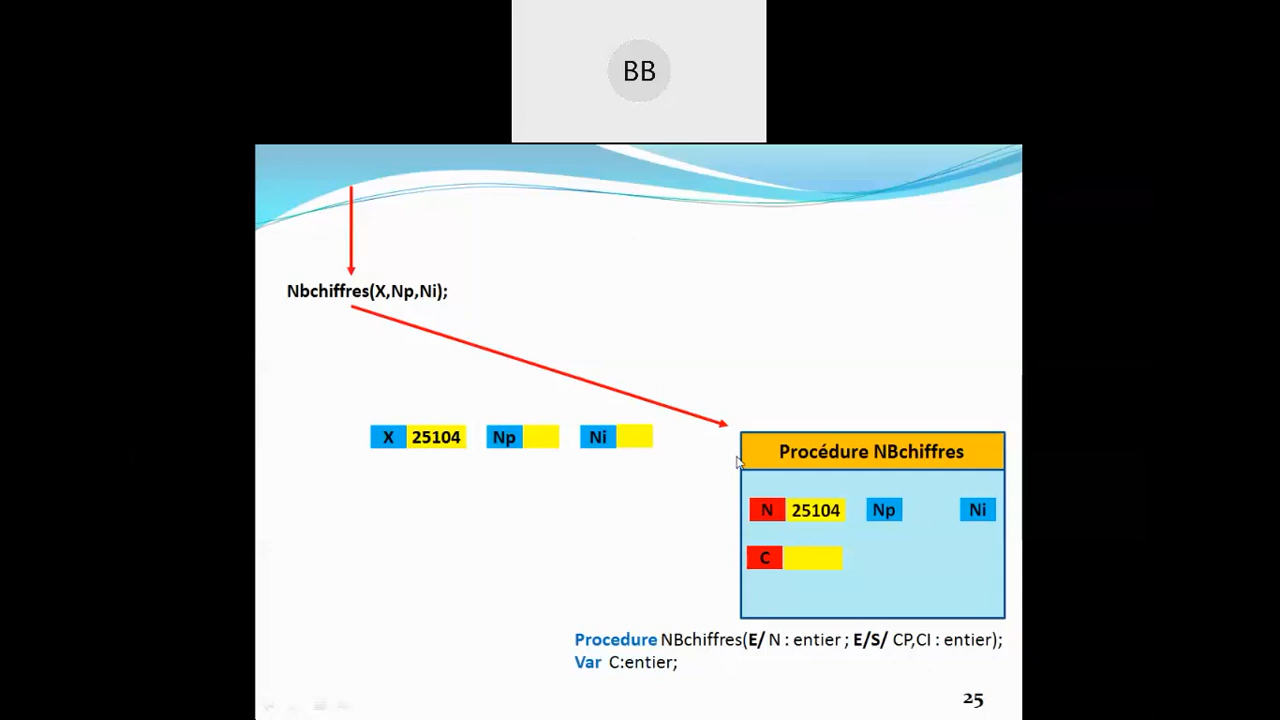 BB
Nbchiffres(X,Np,Ni);
X 25104 Np Ni
Procédure NBchiffres
N 25104 Np Ni
C
Procedure NBchiffres(E/ N : entier ; E/S/ CP,CI : entier);
Var C:entier;
25